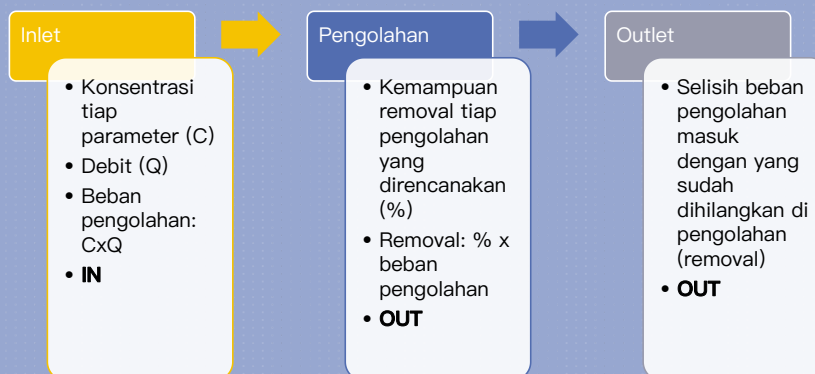 Inlet
• Konsentrasi
tiap
parameter (C)
• Debit (Q)
• Beban
pengolahan:
CxQ
• IN
Pengolahan
• Kemampuan
removal tiap
pengolahan
yang
direncanakan
(%)
• Removal: % x
beban
pengolahan
• OUT
Outlet
• Selisih beban
pengolahan
masuk
dengan yang
sudah
dihilangkan di
pengolahan
(removal)
• OUT